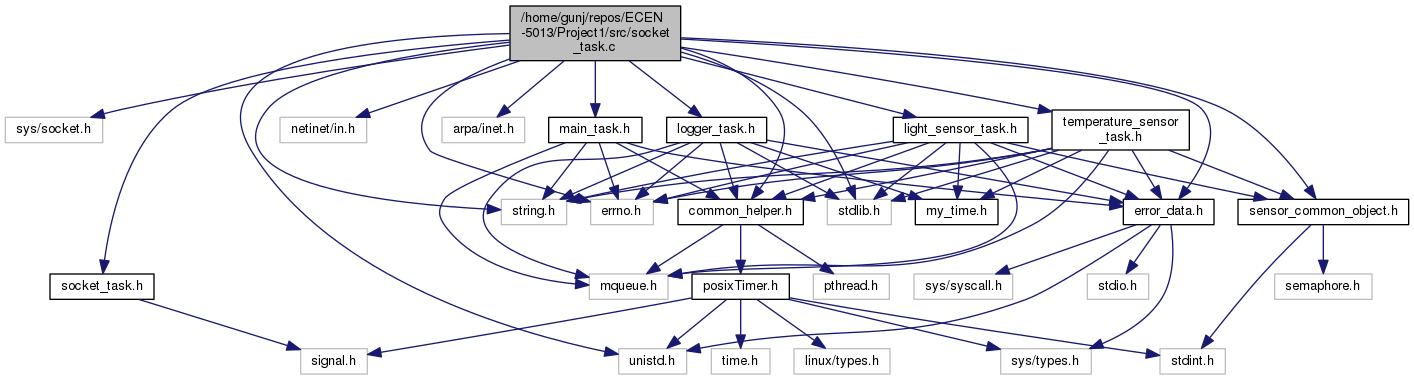 /home/gunj/repos/ECEN
-5013/Project1/src/socket
_task.c
sys/socket.h
netinet/in.h
arpa/inet.h
main_task.h
logger_task.h
light_sensor_task.h
temperature_sensor
_task.h
string.h
errno.h
common_helper.h
stdlib.h
my_time.h
error_data.h
sensor_common_object.h
socket_task.h
mqueue.h
posixTimer.h
pthread.h
sys/syscall.h
stdio.h
semaphore.h
signal.h
unistd.h
time.h
linux/types.h
sys/types.h
stdint.h